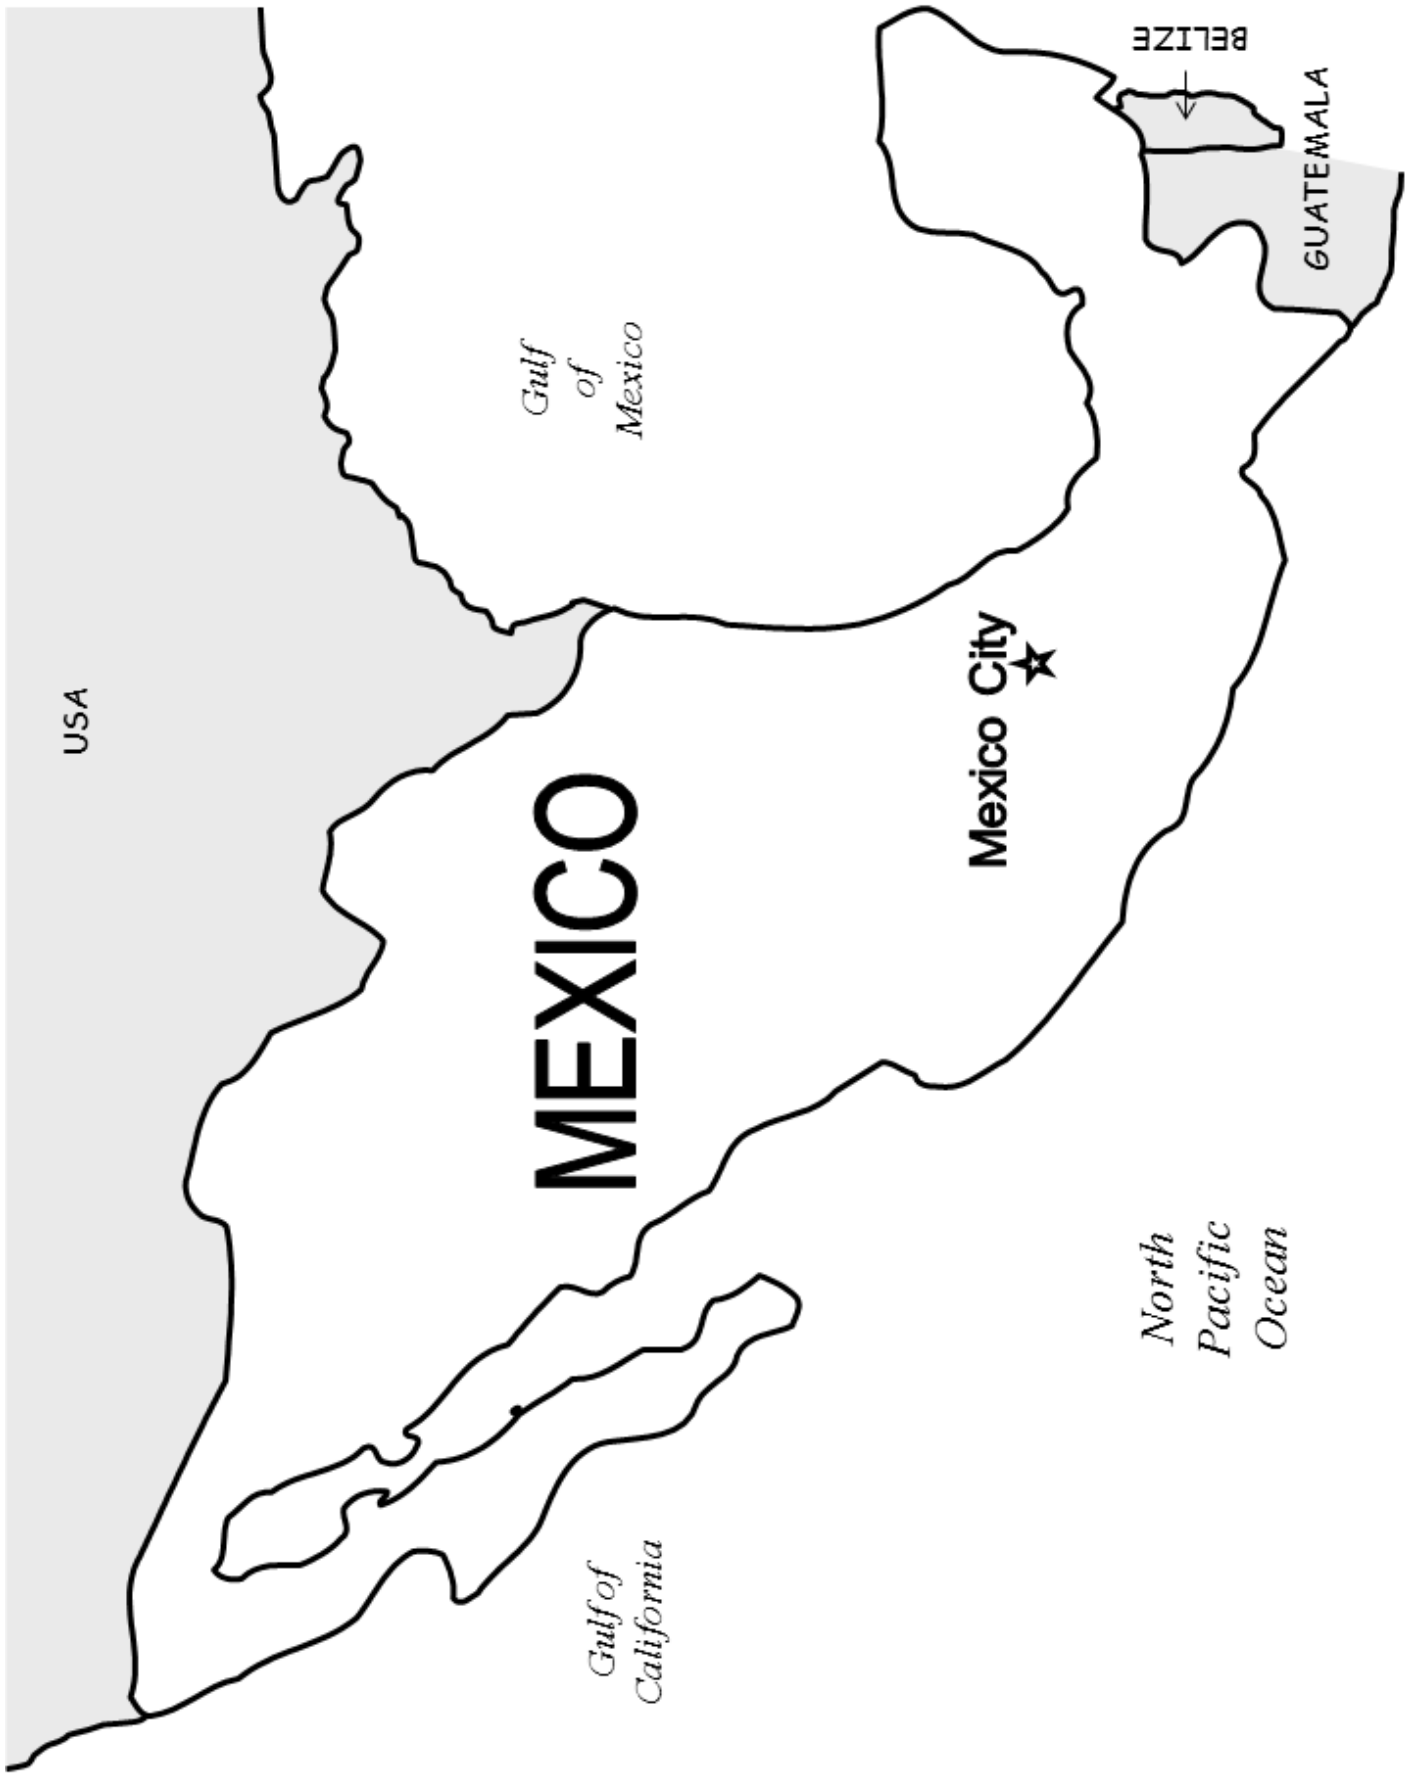 USA
MEXICO
Gulf
of
Mexico
Gulf of
California
Mexico City
North
Pacific
Ocean
BELIZE
GUATEMALA